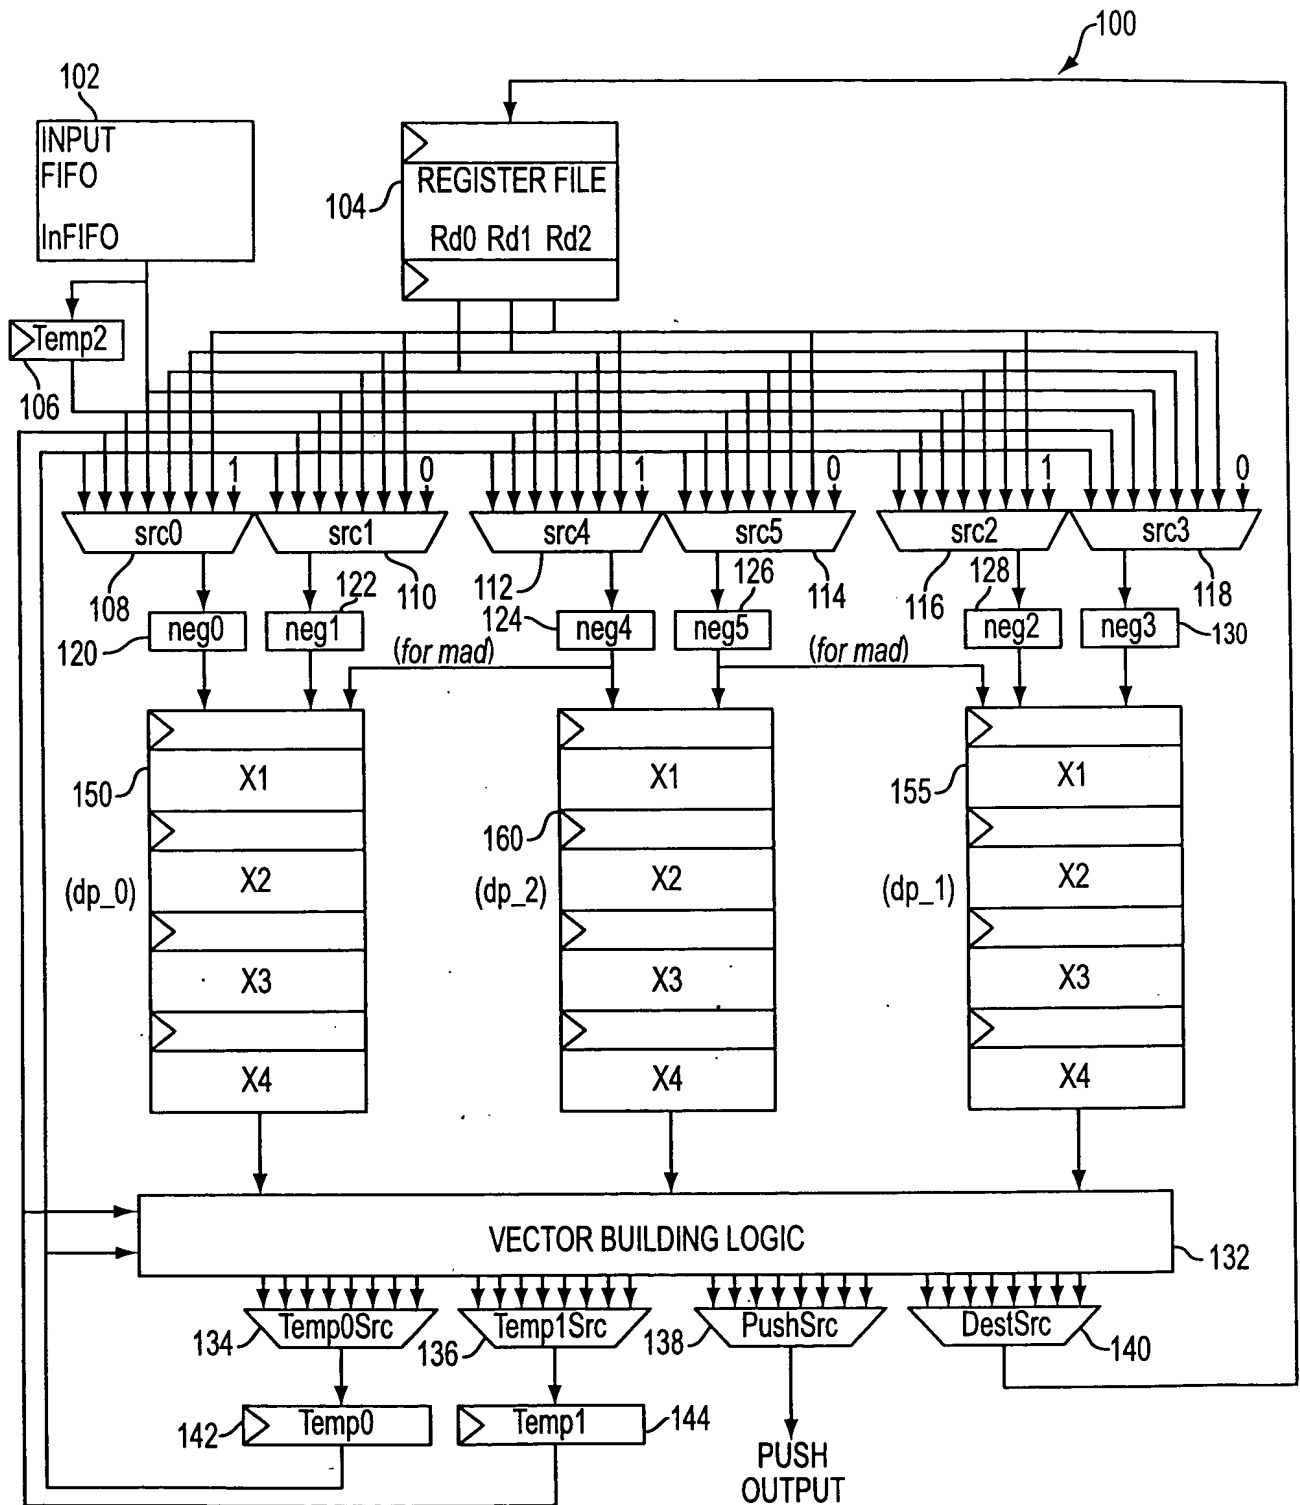 100
102
INPUT
FIFO
InFIFO
104
REGISTER FILE
Rd0 Rd1 Rd2
Temp2
106
1
0
1
0
1
0
src0
src1
src4
src5
src2
src3
108
110
112
114
116
118
120
122
124
126
128
130
neg0
neg1
neg4
neg5
neg2
neg3
(for mad)
(for mad)
150
X1
X2
X3
X4
(dp_0)
160
X1
X2
X3
X4
(dp_2)
155
X1
X2
X3
X4
(dp_1)
VECTOR BUILDING LOGIC
132
134
Temp0Src
136
Temp1Src
138
PushSrc
DestSrc
140
142
Temp0
Temp1
144
PUSH
OUTPUT